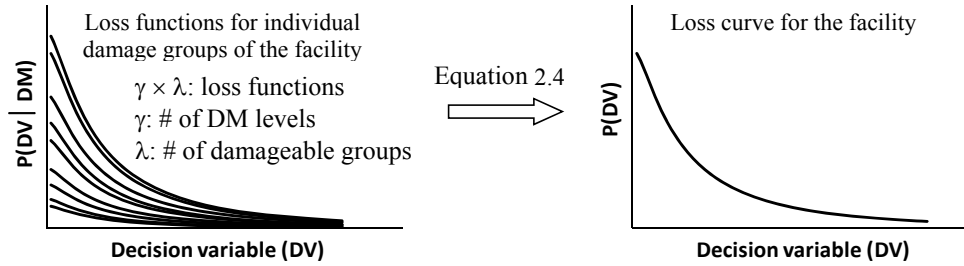 Loss functions for individual
damage groups of the facility
γ × λ: loss functions
γ: # of DM levels
λ: # of damageable groups
P(DV | DM)
Decision variable (DV)
Equation 2.4
Loss curve for the facility
P(DV)
Decision variable (DV)